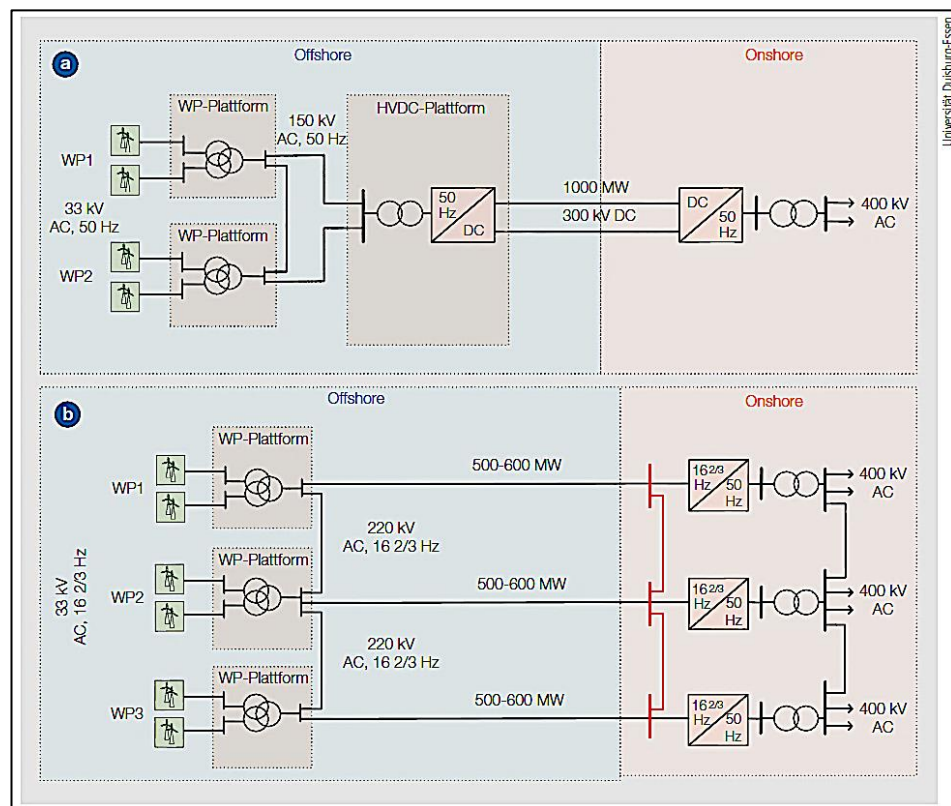 Universität Duisburg-Essen
a
Offshore
Onshore
WP-Plattform
150 kV
AC, 50 Hz
HVDC-Plattform
WP1
33 kV
AC, 50 Hz
WP-Plattform
WP2
50
Hz
DC
1000 MW
300 kV DC
DC
50
Hz
400 kV
AC
b
Offshore
Onshore
WP-Plattform
WP1
500-600 MW
16 2/3
Hz
50
Hz
400 kV
AC
220 kV
AC, 16 2/3 Hz
33 kV
AC, 16 2/3 Hz
WP-Plattform
WP2
500-600 MW
16 2/3
Hz
50
Hz
400 kV
AC
220 kV
AC, 16 2/3 Hz
WP-Plattform
WP3
500-600 MW
16 2/3
Hz
50
Hz
400 kV
AC